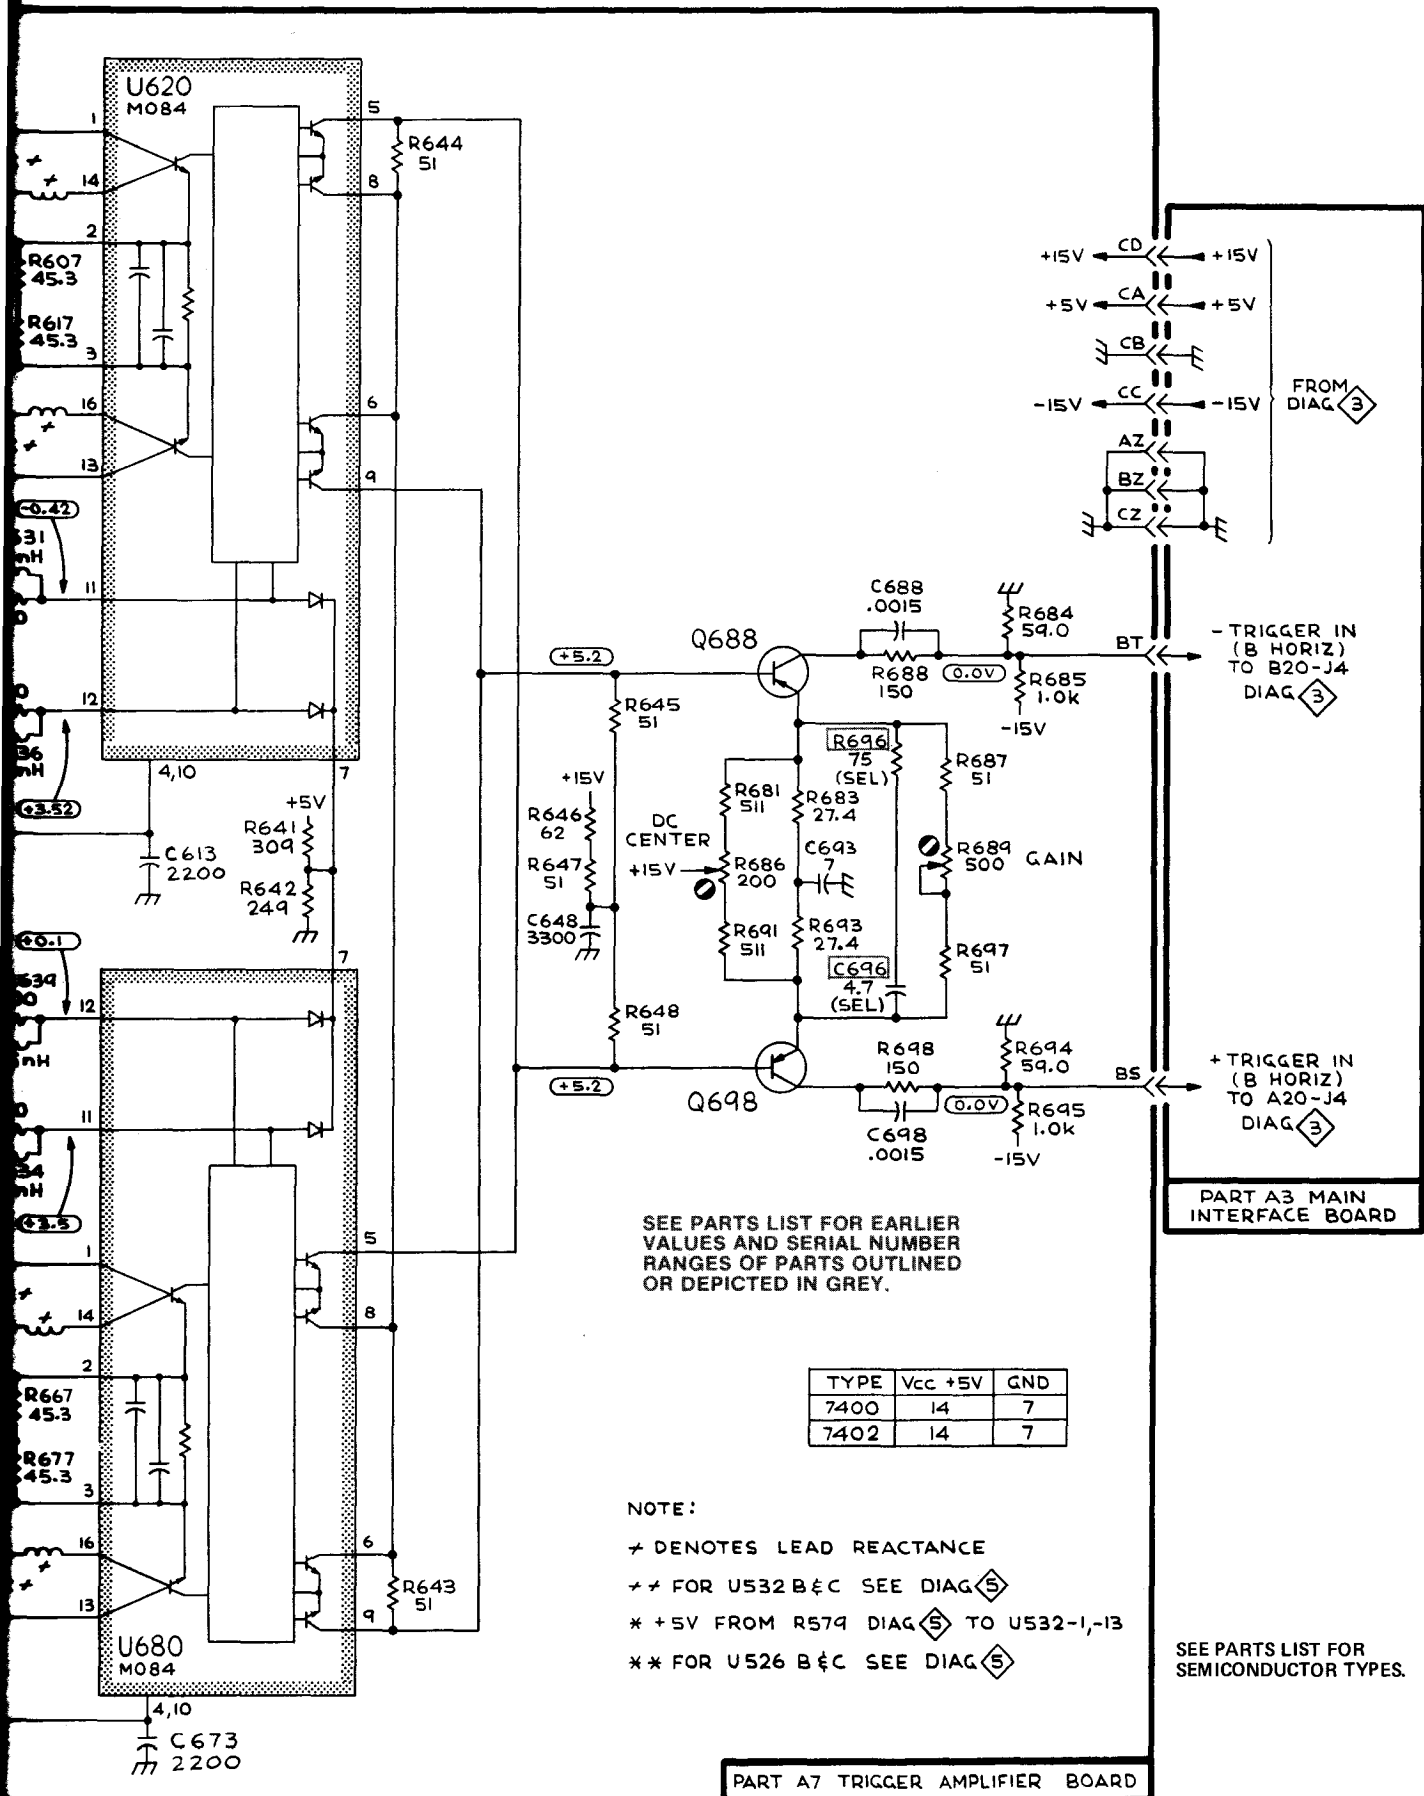 U620
M084
1
14
2
R607
45.3
R617
45.3
3
16
13
-0.42
11
12
+3.52
4,10
7
5
R644
51
8
6
9
C613
2200
+5V
R641
309
R642
249
+0.1
7
12
11
+3.5
1
14
2
R667
45.3
R677
45.3
3
16
13
U680
M084
4,10
C673
2200
5
8
6
R643
51
9
+5.2
R645
51
+15V
R646
62
R647
51
C648
3300
R648
51
+5.2
Q688
C688
.0015
R688
150
0.0V
R684
59.0
R685
1.0K
-15V
BT
DC
CENTER
+15V
R681
511
R686
200
R691
511
R683
27.4
C693
7
R693
27.4
R696
75
(SEL)
C696
4.7
(SEL)
R687
51
R689
500
GAIN
R697
51
Q698
R698
150
C698
.0015
0.0V
R694
59.0
R695
1.0K
-15V
BS
+15V CD +15V
+5V CA +5V
CB
-15V CC -15V
AZ
BZ
CZ
FROM
DIAG 3
- TRIGGER IN
(B HORIZ)
TO B20-J4
DIAG 3
+ TRIGGER IN
(B HORIZ)
TO A20-J4
DIAG 3
PART A3 MAIN
INTERFACE BOARD
SEE PARTS LIST FOR EARLIER
VALUES AND SERIAL NUMBER
RANGES OF PARTS OUTLINED
OR DEPICTED IN GREY.
TYPE Vcc +5V GND
7400 14 7
7402 14 7
NOTE:
+ DENOTES LEAD REACTANCE
++ FOR U532 B & C SEE DIAG 5
* +5V FROM R579 DIAG 5 TO U532-1,-13
** FOR U526 B & C SEE DIAG 5
SEE PARTS LIST FOR
SEMICONDUCTOR TYPES.
PART A7 TRIGGER AMPLIFIER BOARD